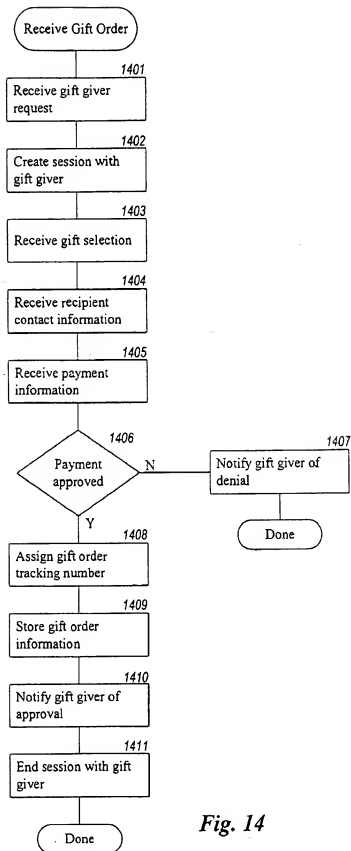 Receive Gift Order
1401
Receive gift giver
request
1402
Create session with
gift giver
1403
Receive gift selection
1404
Receive recipient
contact information
1405
Receive payment
information
1406
Payment
approved
N
1407
Notify gift giver of
denial
Done
Y
1408
Assign gift order
tracking number
1409
Store gift order
information
1410
Notify gift giver of
approval
1411
End session with gift
giver
Done
Fig. 14